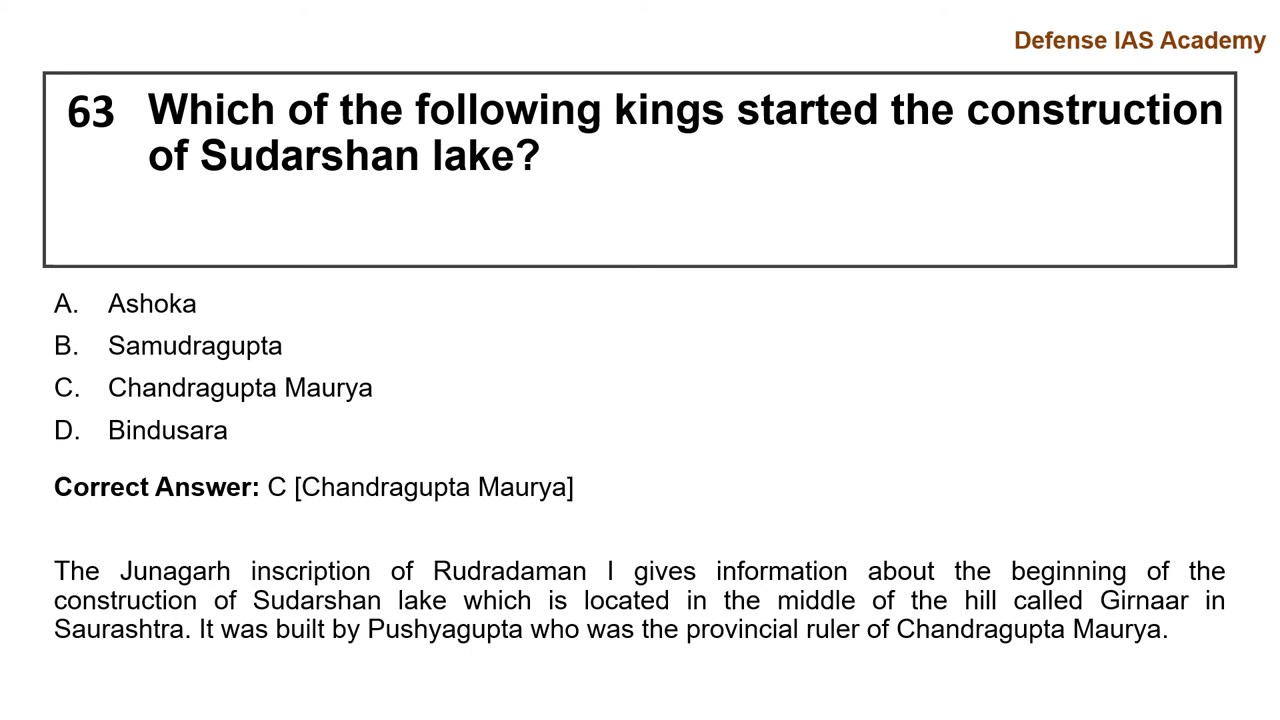 Defense IAS Academy
63 Which of the following kings started the construction
of Sudarshan lake?
A. Ashoka
B. Samudragupta
C. Chandragupta Maurya
D. Bindusara
Correct Answer: C [Chandragupta Maurya]
The Junagarh inscription of Rudradaman I gives information about the beginning of the
construction of Sudarshan lake which is located in the middle of the hill called Girnaar in
Saurashtra. It was built by Pushyagupta who was the provincial ruler of Chandragupta Maurya.